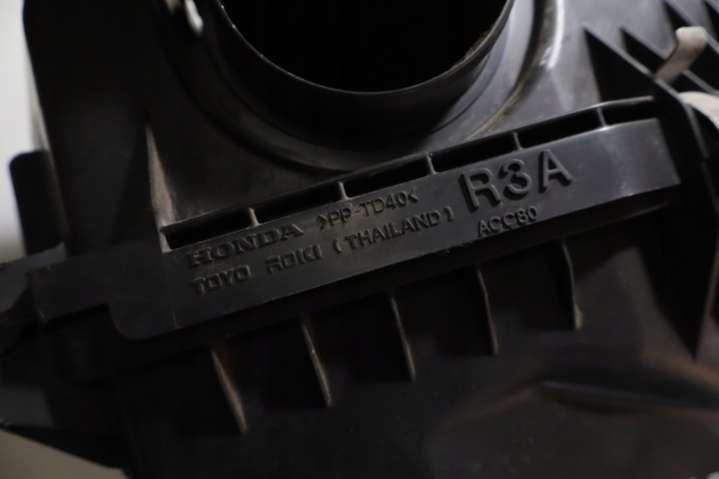 HONDA >PP-TD40< R3A
TOYO ROKI (THAILAND) ACC80